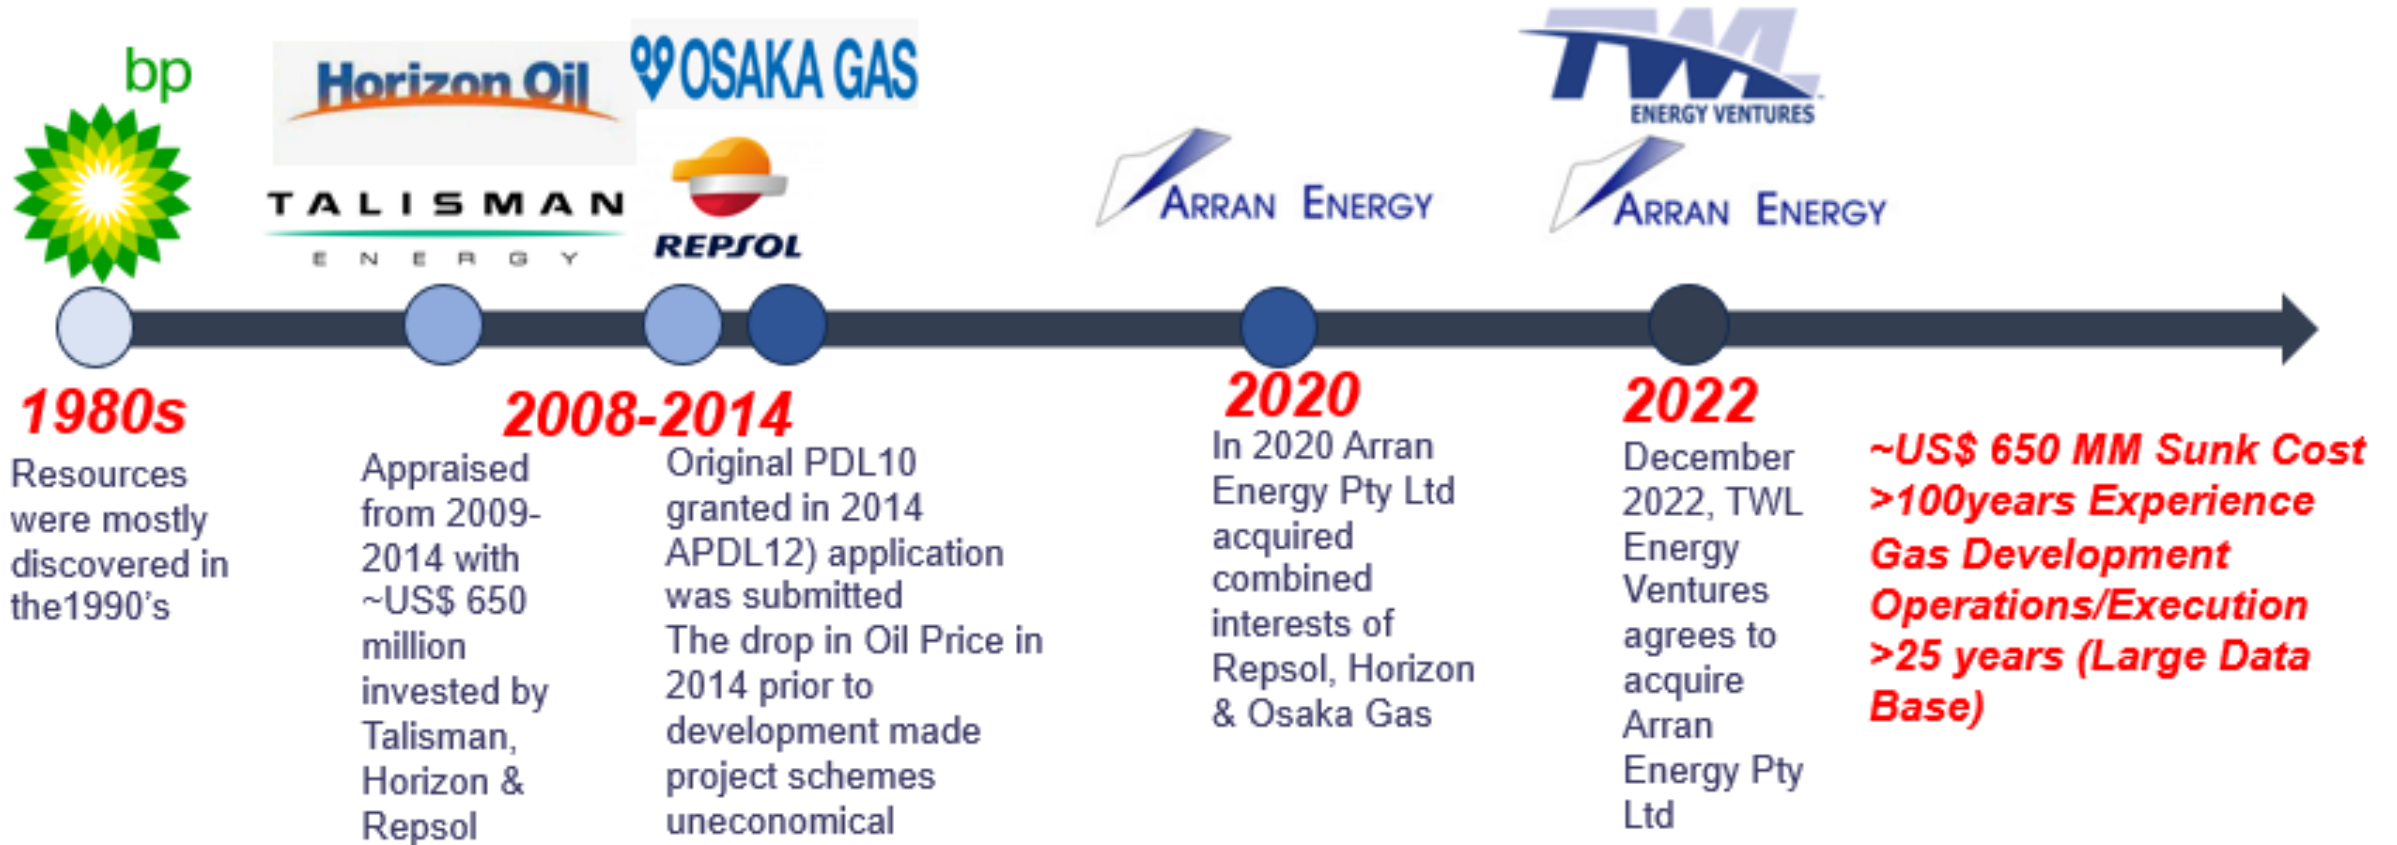 bp
Horizon Oil
TALISMAN
ENERGY
OSAKA GAS
REPSOL
ARRAN ENERGY
TWL
ENERGY VENTURES
ARRAN ENERGY
1980s
Resources
were mostly
discovered in
the1990's
2008-2014
Appraised
from 2009-
2014 with
~US$ 650
million
invested by
Talisman,
Horizon &
Repsol
Original PDL10
granted in 2014
APDL12) application
was submitted
The drop in Oil Price in
2014 prior to
development made
project schemes
uneconomical
2020
In 2020 Arran
Energy Pty Ltd
acquired
combined
interests of
Repsol, Horizon
& Osaka Gas
2022
December
2022, TWL
Energy
Ventures
agrees to
acquire
Arran
Energy Pty
Ltd
~US$ 650 MM Sunk Cost
>100years Experience
Gas Development
Operations/Execution
>25 years (Large Data
Base)